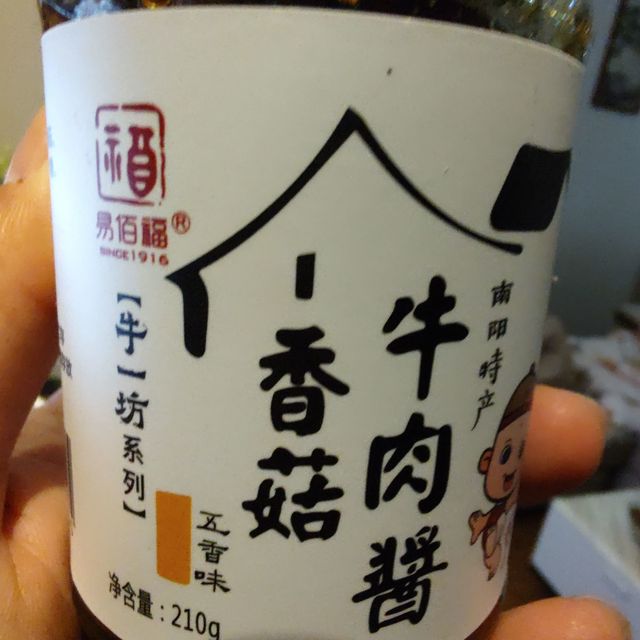 福
易佰福®
SINCE1916
【牛一坊系列】
香菇
牛肉醬
南阳特产
五香味
净含量：210g